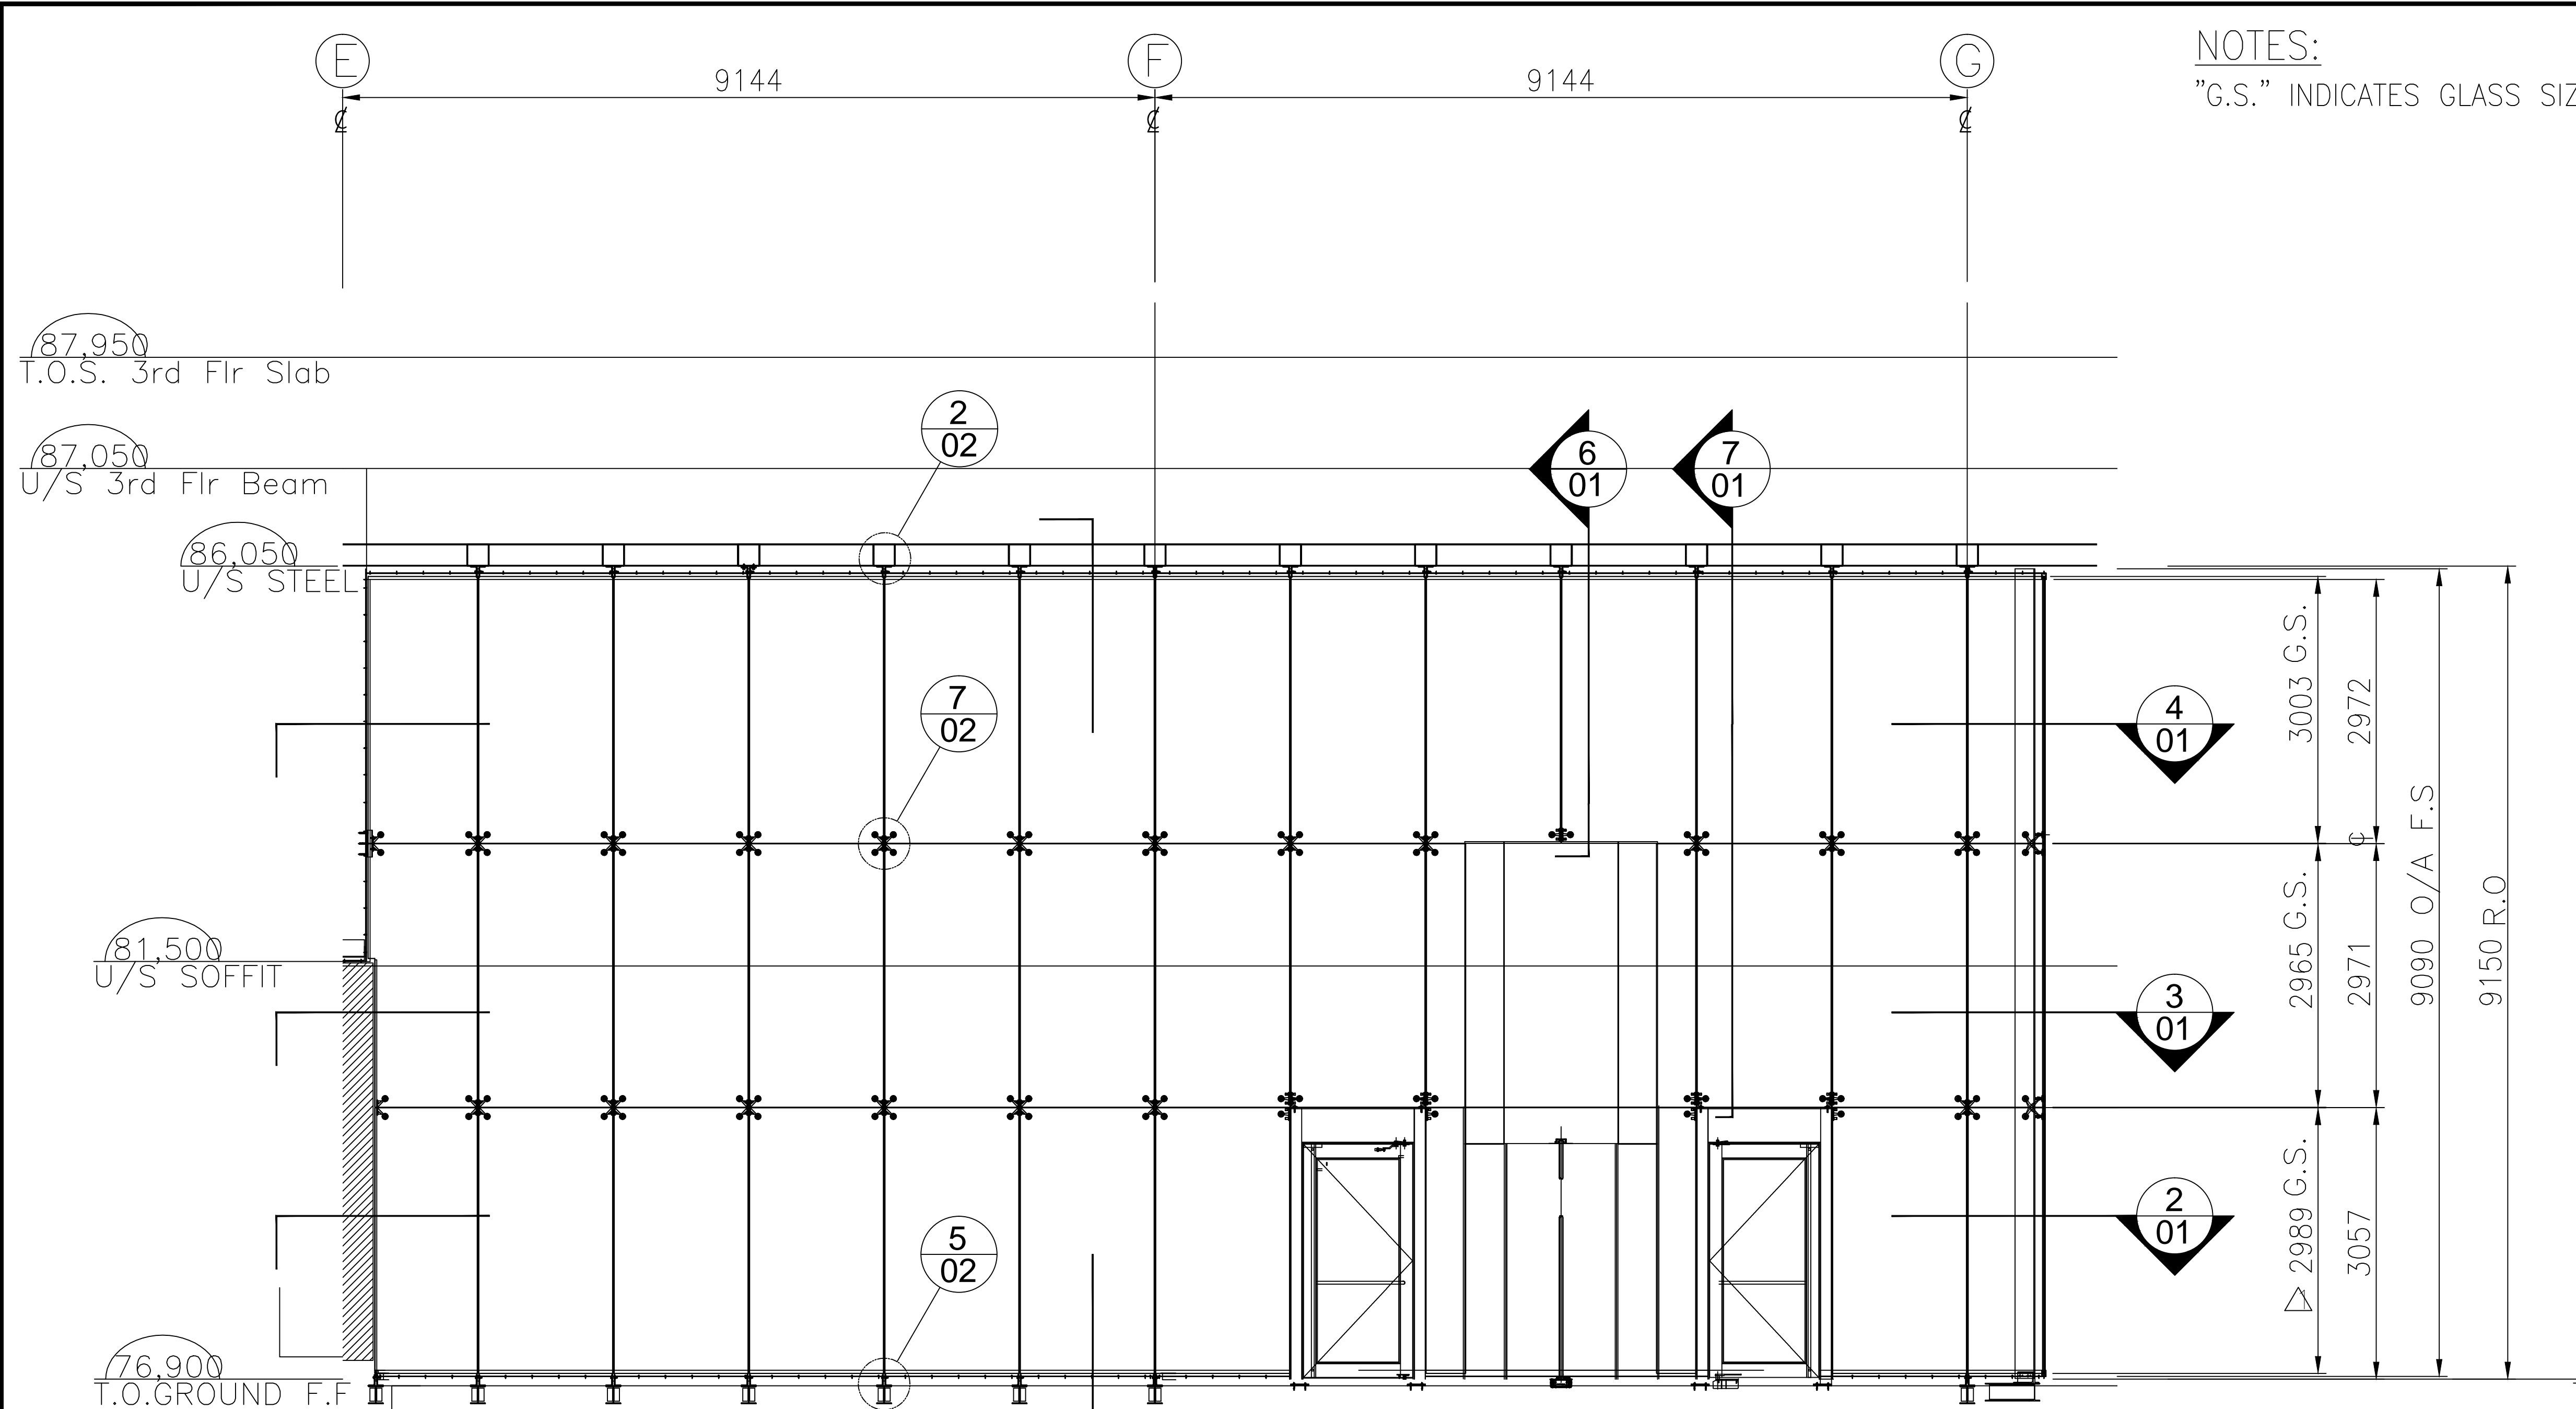 E
F
G
NOTES:
9144
9144
"G.S." INDICATES GLASS SIZ
℄
℄
℄
87,950
T.O.S. 3rd Flr Slab
87,050
U/S 3rd Flr Beam
2
02
6
01
7
01
86,050
U/S STEEL
7
02
4
01
3003 G.S.
2972
℄
9090 O/A F.S
9150 R.O
81,500
U/S SOFFIT
3
01
2965 G.S.
2971
5
02
2
01
1 2989 G.S.
3057
76,900
T.O.GROUND F.F